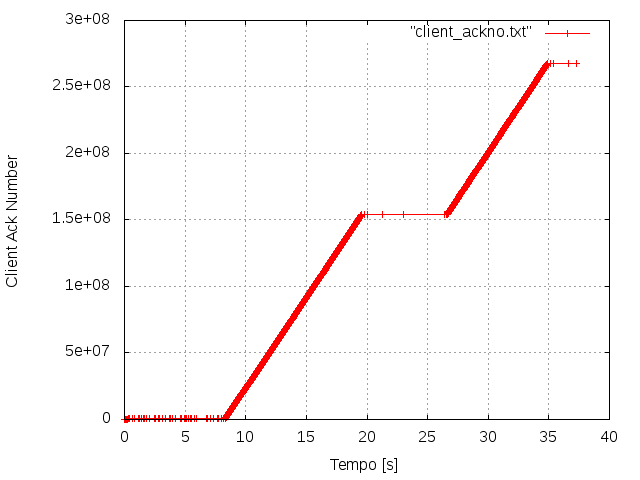 3e+08
2.5e+08
2e+08
1.5e+08
1e+08
5e+07
0
"client_ackno.txt"
Client Ack Number
0 5 10 15 20 25 30 35 40
Tempo [s]